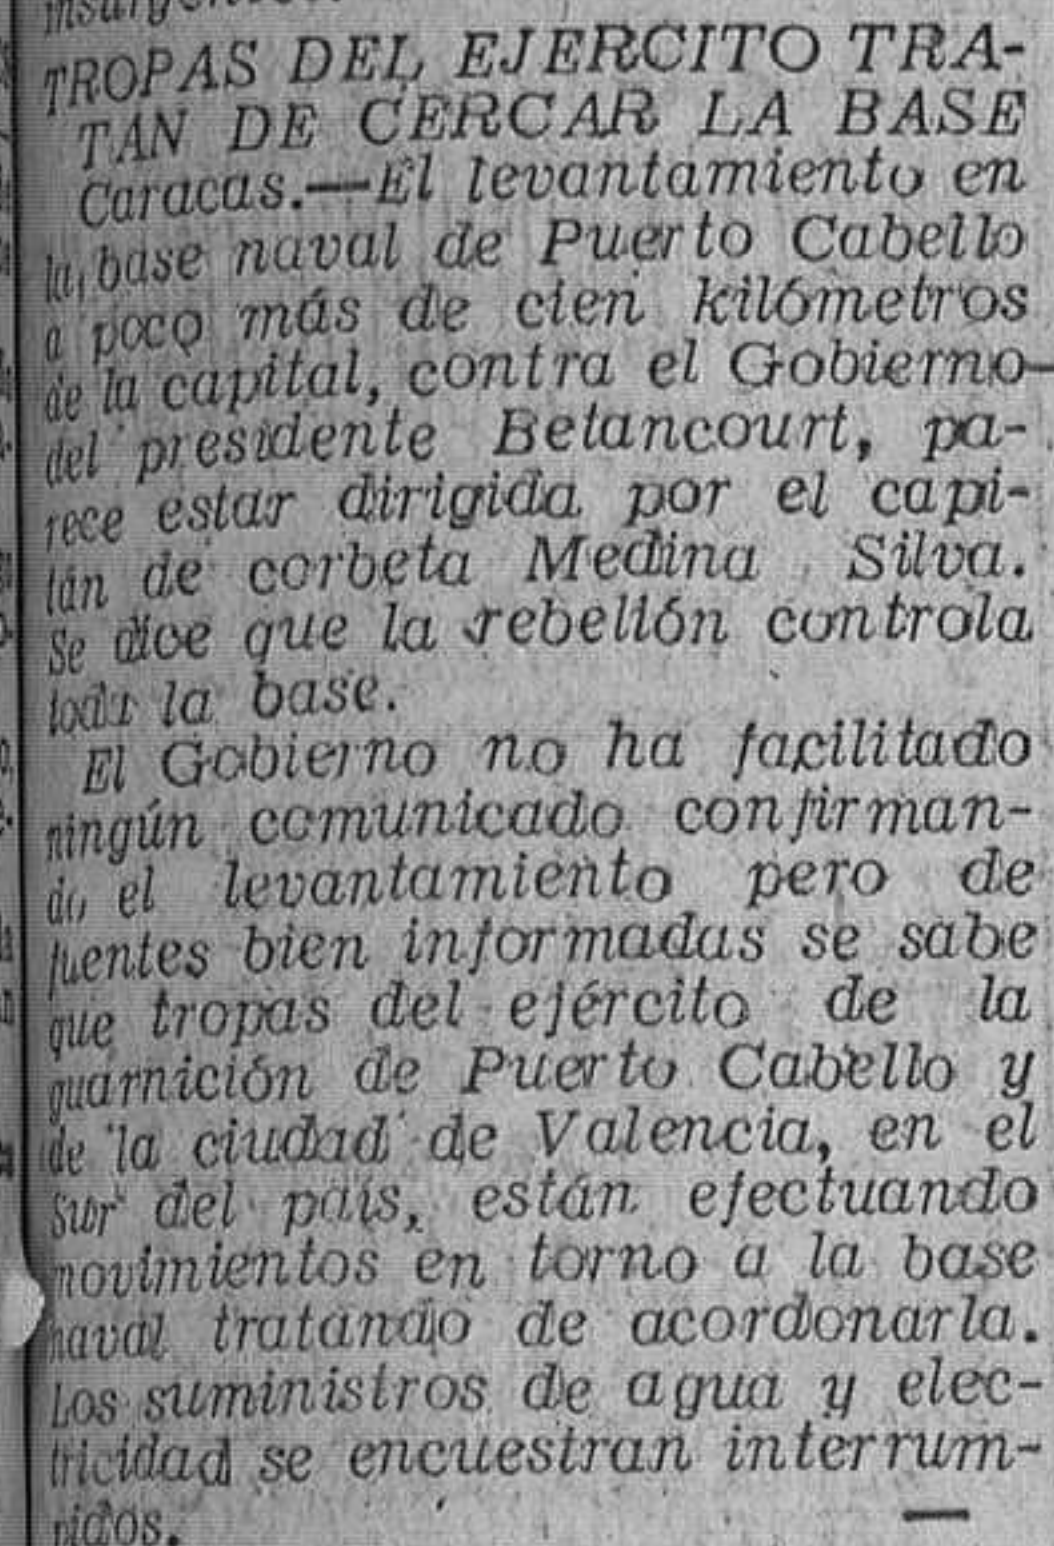 TROPAS DEL EJERCITO TRA-
TAN DE CERCAR LA BASE
Caracas.—El levantamiento en
la base naval de Puerto Cabello
a poco más de cien kilómetros
de la capital, contra el Gobierno
del presidente Betancourt, pa-
rece estar dirigida por el capi-
tán de corbeta Medina Silva.
Se dice que la rebelión controla
toda la base.
El Gobierno no ha facilitado
ningún comunicado confirman-
do el levantamiento pero de
fuentes bien informadas se sabe
que tropas del ejército de la
guarnición de Puerto Cabello y
de la ciudad de Valencia, en el
sur del país, están efectuando
movimientos en torno a la base
naval tratando de acordonarla.
Los suministros de agua y elec-
tricidad se encuestran interrum-
pidos.